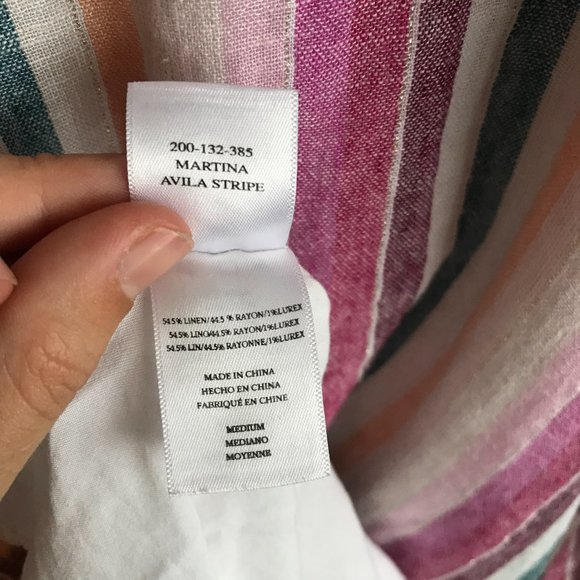 200-132-385
MARTINA
AVILA STRIPE
54.5% LINEN/44.5 % RAYON/1%LUREX
54.5% LINO/44.5% RAYON/1%LUREX
54.5% LIN/44.5% RAYONNE/1%LUREX
MADE IN CHINA
HECHO EN CHINA
FABRIQUÉ EN CHINE
MEDIUM
MEDIANO
MOYENNE